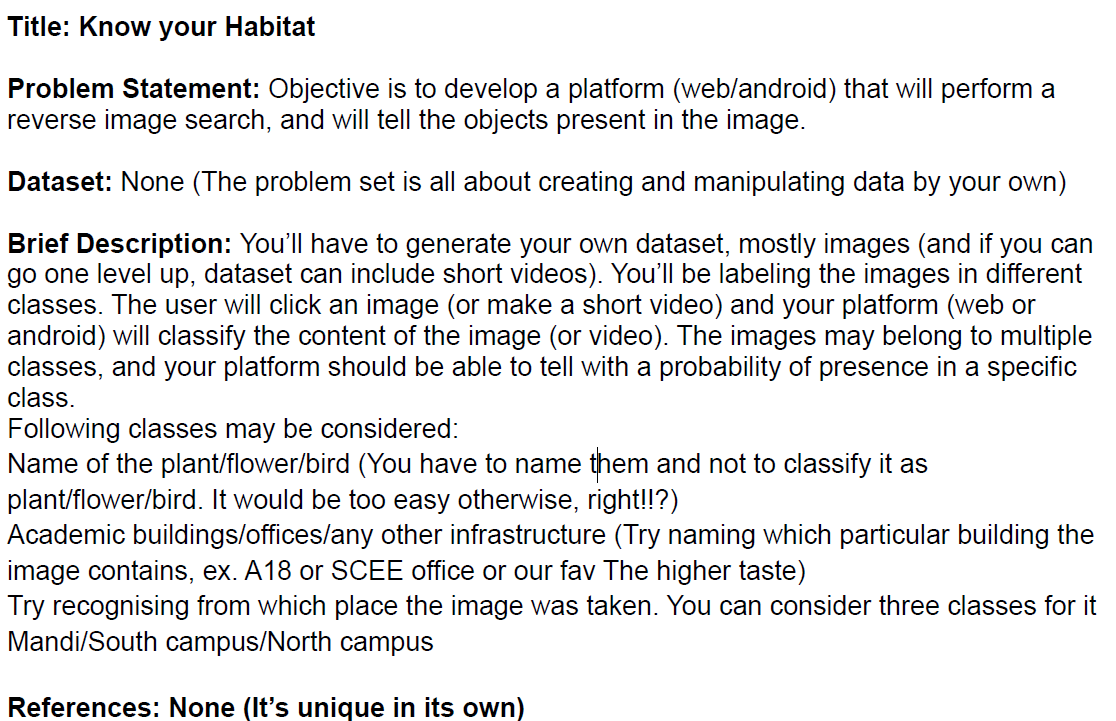 Title: Know your Habitat
Problem Statement: Objective is to develop a platform (web/android) that will perform a
reverse image search, and will tell the objects present in the image.
Dataset: None (The problem set is all about creating and manipulating data by your own)
Brief Description: You’ll have to generate your own dataset, mostly images (and if you can
go one level up, dataset can include short videos). You’ll be labeling the images in different
classes. The user will click an image (or make a short video) and your platform (web or
android) will classify the content of the image (or video). The images may belong to multiple
classes, and your platform should be able to tell with a probability of presence in a specific
class.
Following classes may be considered:
Name of the plant/flower/bird (You have to name them and not to classify it as
plant/flower/bird. It would be too easy otherwise, right!!?)
Academic buildings/offices/any other infrastructure (Try naming which particular building the
image contains, ex. A18 or SCEE office or our fav The higher taste)
Try recognising from which place the image was taken. You can consider three classes for it
Mandi/South campus/North campus
References: None (It’s unique in its own)